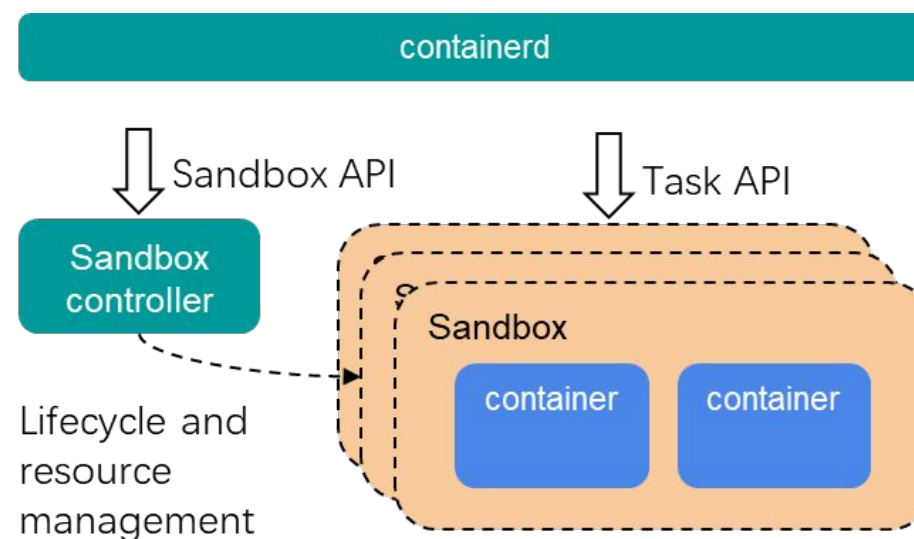 containerd
Sandbox API
Task API
Sandbox
controller
Sandbox
container
container
Lifecycle and
resource
management